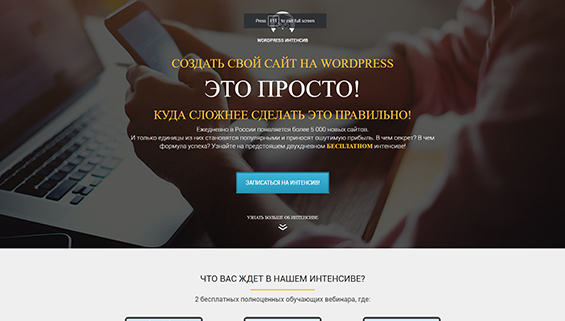 Press F11 to exit full screen
WORDPRESS ИНТЕНСИВ
СОЗДАТЬ СВОЙ САЙТ НА WORDPRESS
ЭТО ПРОСТО!
КУДА СЛОЖНЕЕ СДЕЛАТЬ ЭТО ПРАВИЛЬНО!
Ежедневно в России появляется более 5 000 новых сайтов.
И только единицы из них становятся популярными и приносят ощутимую прибыль. В чем секрет? В чем
формула успеха? Узнайте на предстоящем двухдневном БЕСПЛАТНОМ интенсиве!
ЗАПИСАТЬСЯ НА ИНТЕНСИВ!
УЗНАТЬ БОЛЬШЕ ОБ ИНТЕНСИВЕ
ЧТО ВАС ЖДЕТ В НАШЕМ ИНТЕНСИВЕ?
2 бесплатных полноценных обучающих вебинара, где: